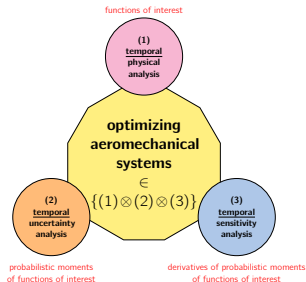 functions of interest
(1)
temporal
physical
analysis
optimizing
aeromechanical
systems
∈
{(1)⊗(2)⊗(3)}
(2)
temporal
uncertainty
analysis
(3)
temporal
sensitivity
analysis
probabilistic moments
of functions of interest
derivatives of probabilistic moments
of functions of interest